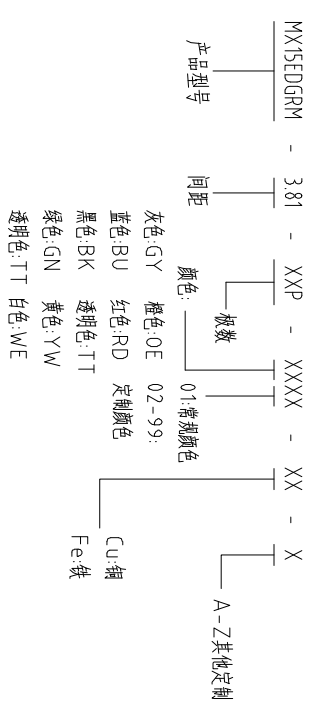 MX15EDGRM - 3.81 - XXP - XXXX - XX - X
产品型号
间距
极数
颜色:
灰色:GY 橙色:OE
蓝色:BU 红色:RD
黑色:BK 透明色:TT
绿色:GN 黄色:YW
透明色:TT 白色:WE
01:常规颜色
02-99:
定制颜色
Cu:铜
Fe:铁
A-Z其他定制